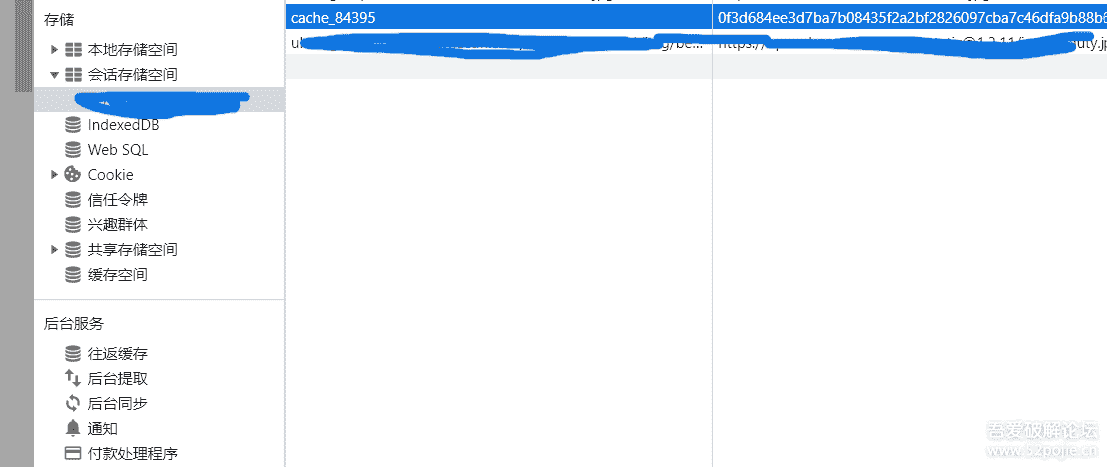 存储
本地存储空间
会话存储空间
IndexedDB
Web SQL
Cookie
信任令牌
兴趣群体
共享存储空间
缓存空间
后台服务
往返缓存
后台提取
后台同步
通知
付款处理程序
cache_84395 0f3d684ee3d7ba7b08435f2a2bf2826097cba7c46dfa9b88b6
吾爱破解论坛
www.52pojie.cn